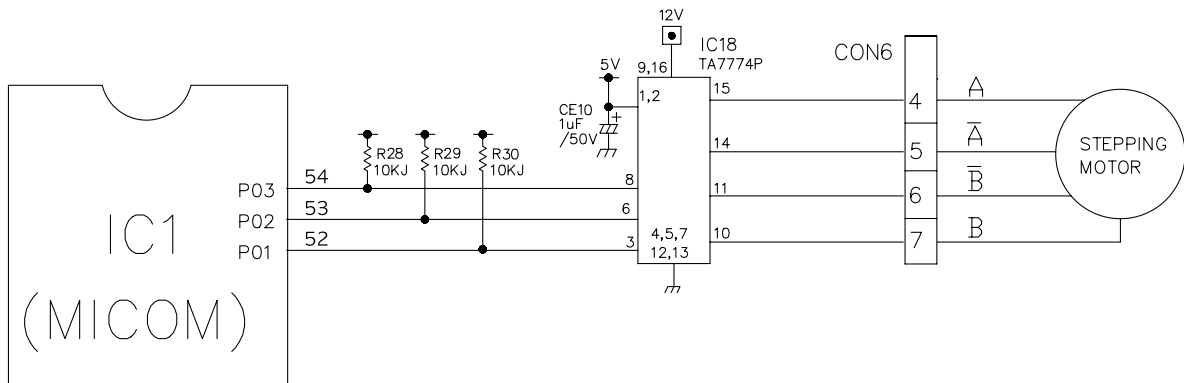 12V
IC18
TA7774P
CON6
5V
9,16
1,2
CE10
1uF
/50V
+
R28
10KJ
R29
10KJ
R30
10KJ
15
4
A
14
5
A̅
STEPPING
MOTOR
P03
54
8
11
6
B̅
P02
53
6
IC1
P01
52
3
4,5,7
12,13
10
7
B
(MICOM)